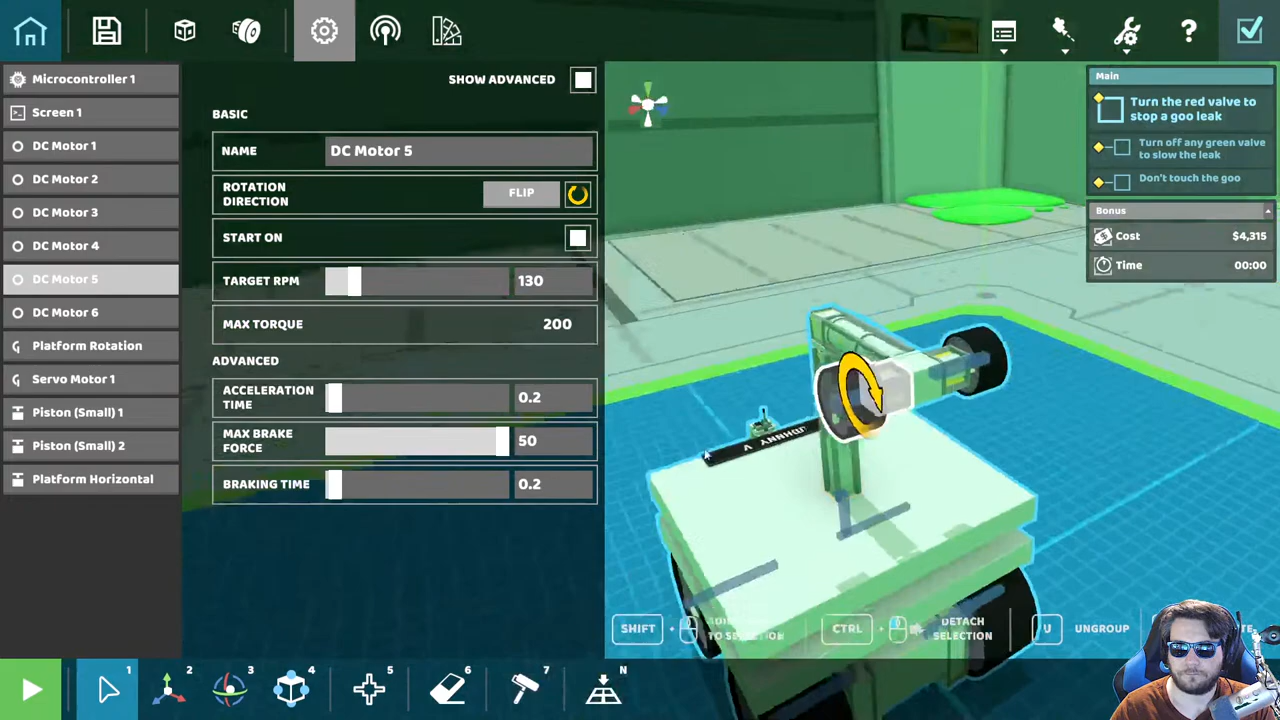 Microcontroller 1
Screen 1
DC Motor 1
DC Motor 2
DC Motor 3
DC Motor 4
DC Motor 5
DC Motor 6
Platform Rotation
Servo Motor 1
Piston (Small) 1
Piston (Small) 2
Platform Horizontal
SHOW ADVANCED
BASIC
NAME
DC Motor 5
ROTATION
DIRECTION
FLIP
START ON
TARGET RPM
130
MAX TORQUE
200
ADVANCED
ACCELERATION
TIME
0.2
MAX BRAKE
FORCE
50
BRAKING TIME
0.2
?
Main
Turn the red valve to
stop a goo leak
Turn off any green valve
to slow the leak
Don't touch the goo
Bonus
Cost
$4,315
Time
00:00
SHIFT
+
TO SELECTION
CTRL
+
DETACH
SELECTION
U
UNGROUP
1
2
3
4
5
6
7
N